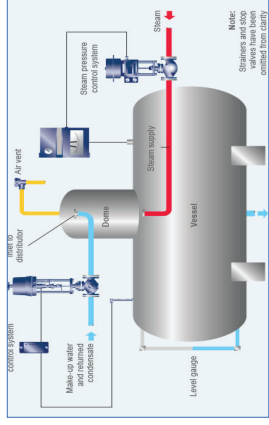 Steam
Note:
Strainers and stop
valves have been
omitted from clarity
Steam pressure
control system
Air vent
Inlet to
distributor
control system
Dome
Steam supply
Make-up water
and returned
condensate
Vessel
Level gauge